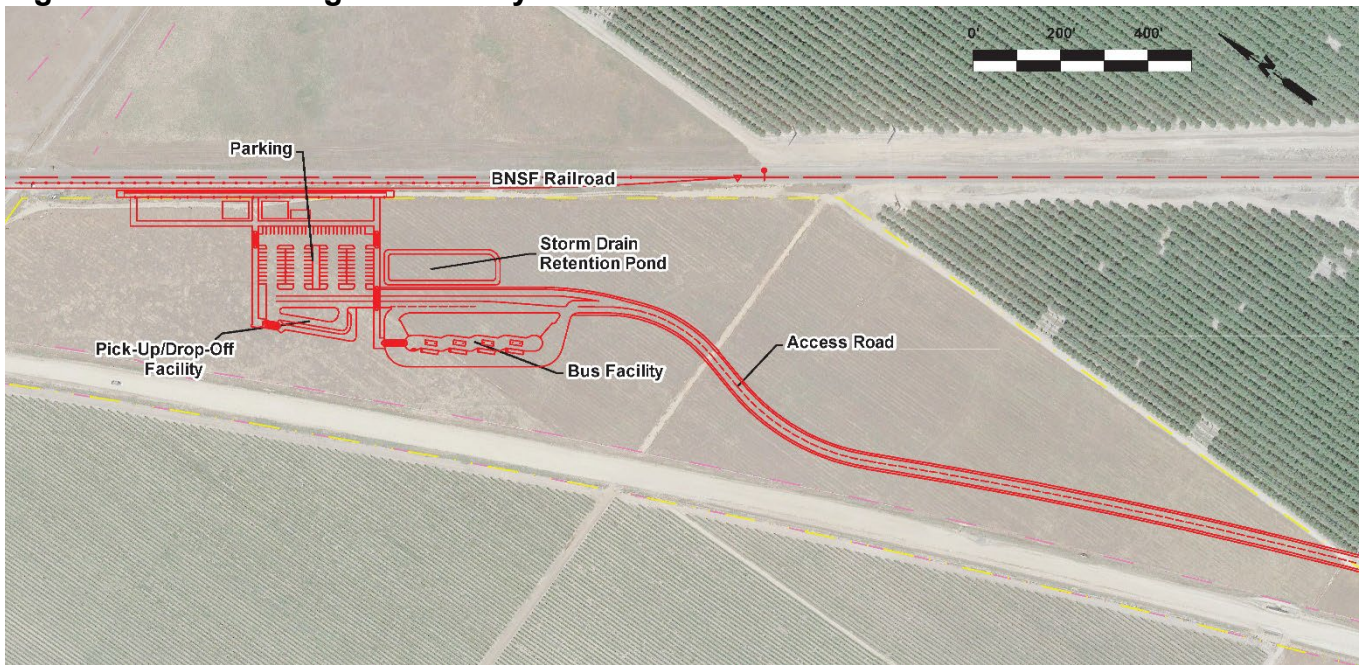 0' 200' 400'
N
Parking
BNSF Railroad
Storm Drain
Retention Pond
Pick-Up/Drop-Off
Facility
Bus Facility
Access Road